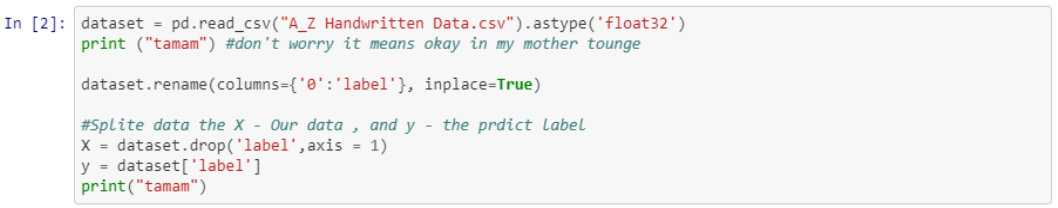 In [2]: dataset = pd.read_csv("A_Z Handwritten Data.csv").astype('float32')
print ("tamam") #don't worry it means okay in my mother tounge
dataset.rename(columns={'0':'label'}, inplace=True)
#Splite data the X - Our data , and y - the prdict label
X = dataset.drop('label',axis = 1)
y = dataset['label']
print("tamam")